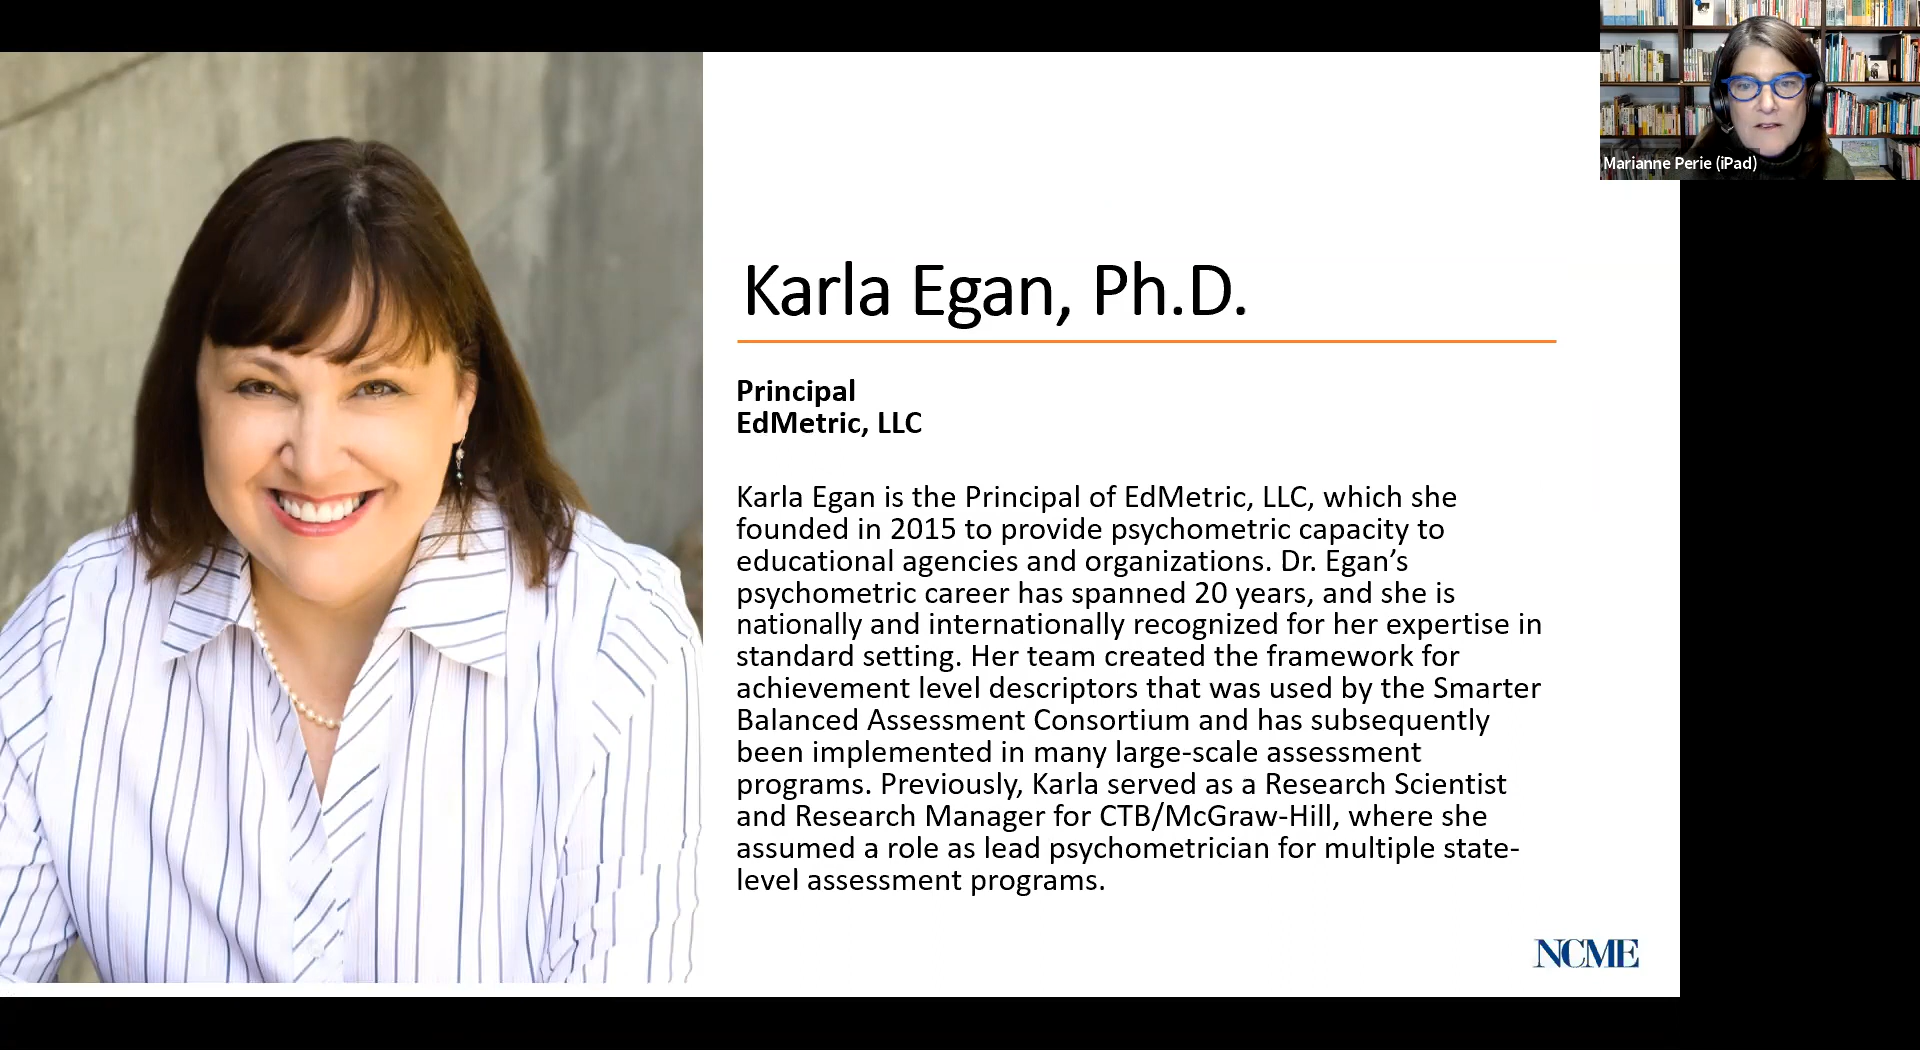 Marianne Perie (iPad)
Karla Egan, Ph.D.
Principal
EdMetric, LLC
Karla Egan is the Principal of EdMetric, LLC, which she
founded in 2015 to provide psychometric capacity to
educational agencies and organizations. Dr. Egan’s
psychometric career has spanned 20 years, and she is
nationally and internationally recognized for her expertise in
standard setting. Her team created the framework for
achievement level descriptors that was used by the Smarter
Balanced Assessment Consortium and has subsequently
been implemented in many large-scale assessment
programs. Previously, Karla served as a Research Scientist
and Research Manager for CTB/McGraw-Hill, where she
assumed a role as lead psychometrician for multiple state-
level assessment programs.
NCME